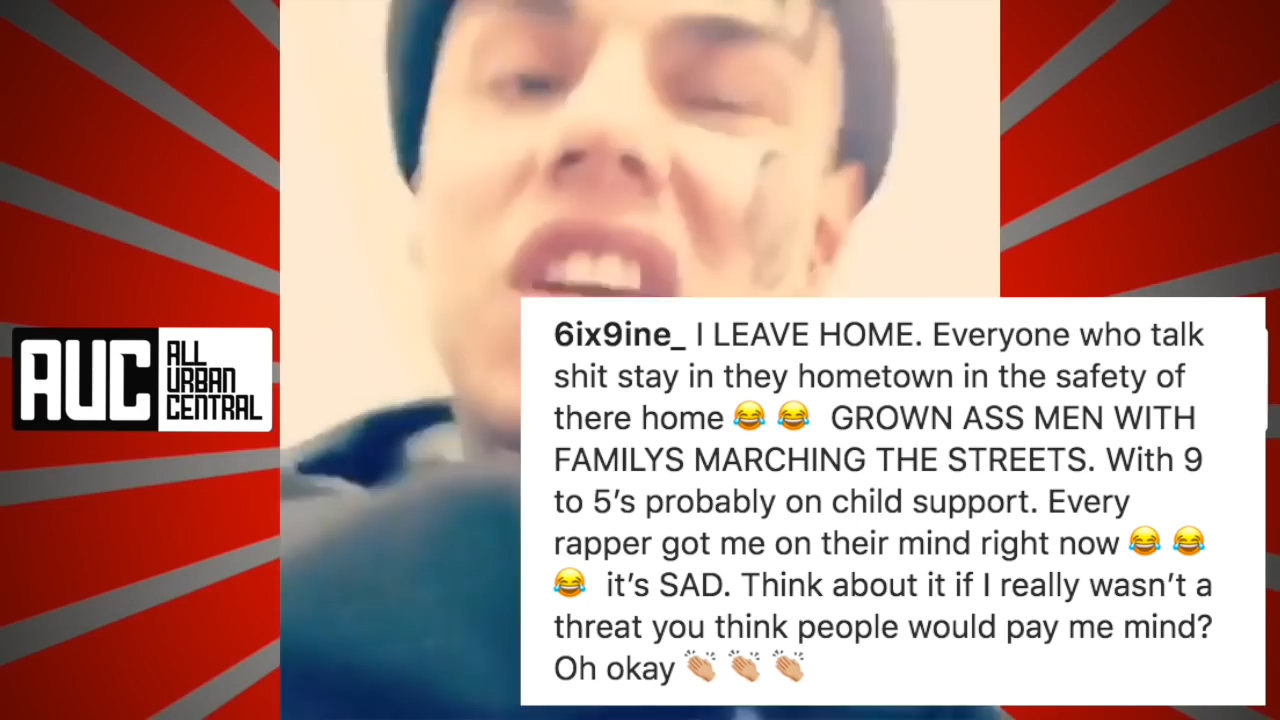 AUC
ALL
URBAN
CENTRAL
6ix9ine_ I LEAVE HOME. Everyone who talk
shit stay in they hometown in the safety of
there home 😂 😂 GROWN ASS MEN WITH
FAMILYS MARCHING THE STREETS. With 9
to 5’s probably on child support. Every
rapper got me on their mind right now 😂 😂
😂 it’s SAD. Think about it if I really wasn’t a
threat you think people would pay me mind?
Oh okay 👏🏼 👏🏼 👏🏼